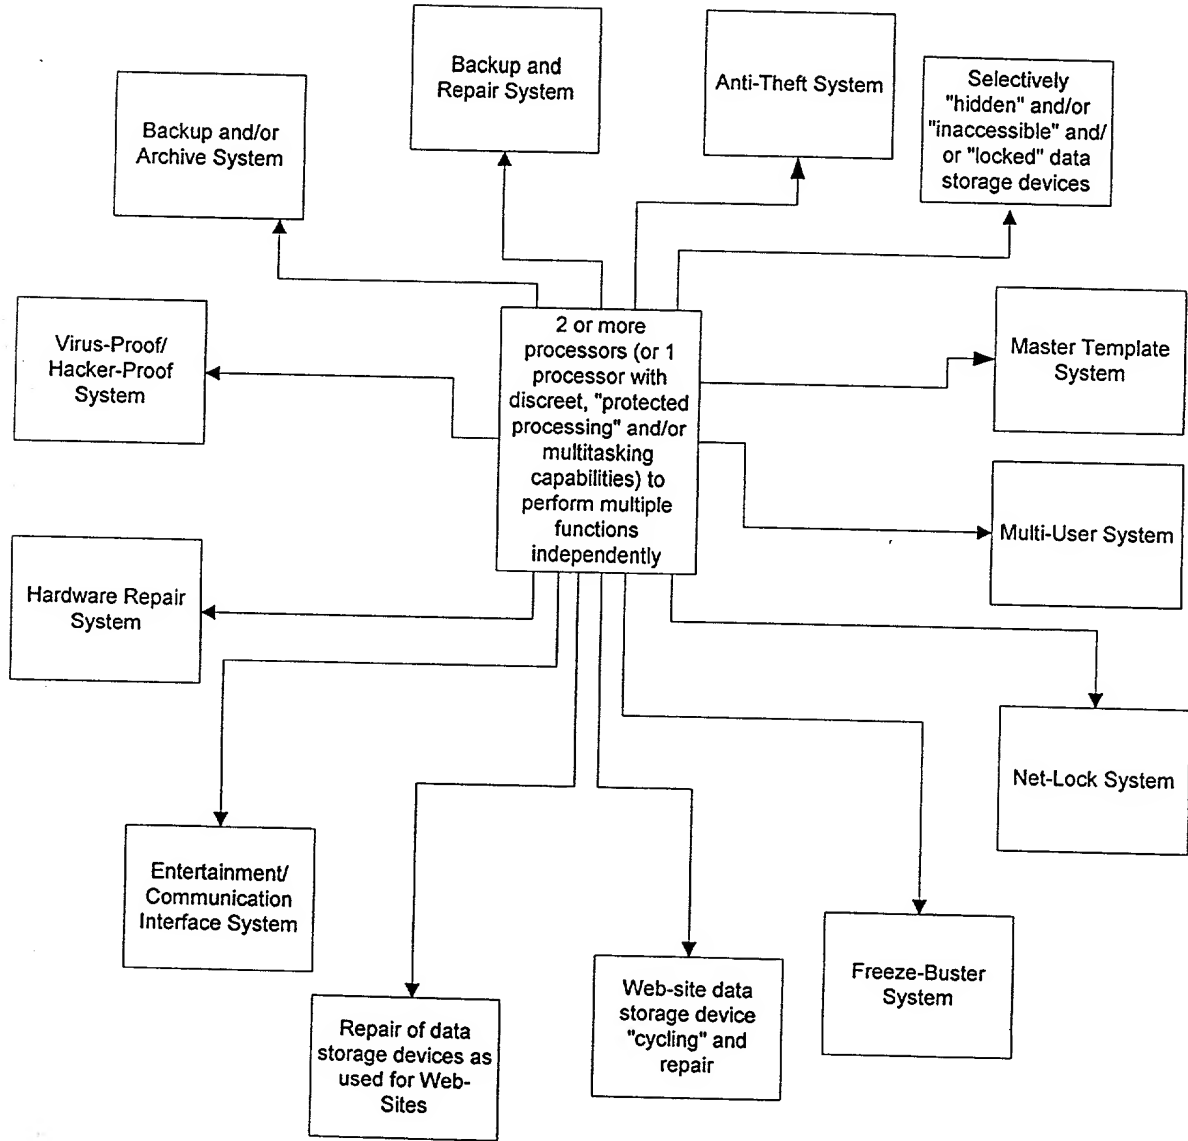 Backup and
Repair System
Anti-Theft System
Selectively
"hidden" and/or
"inaccessible" and/
or "locked" data
storage devices
Backup and/or
Archive System
2 or more
processors (or 1
processor with
discreet, "protected
processing" and/or
multitasking
capabilities) to
perform multiple
functions
independently
Virus-Proof/
Hacker-Proof
System
Master Template
System
Multi-User System
Hardware Repair
System
Net-Lock System
Entertainment/
Communication
Interface System
Freeze-Buster
System
Web-site data
storage device
"cycling" and
repair
Repair of data
storage devices as
used for Web-
Sites